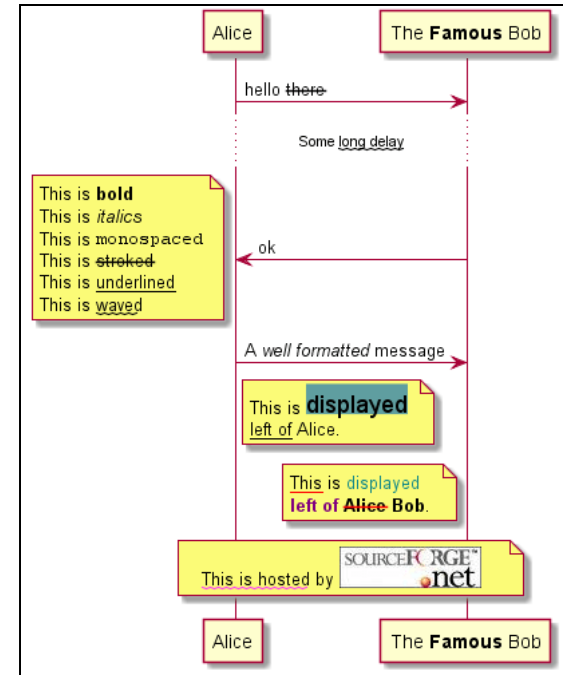 Alice
The Famous Bob
hello there
Some long delay
This is bold
This is italics
This is monospaced
This is stroked
This is underlined
This is waved
ok
A well formatted message
This is displayed
left of Alice.
This is displayed
left of Alice Bob.
This is hosted by SOURCEFORGE™
.net
Alice
The Famous Bob